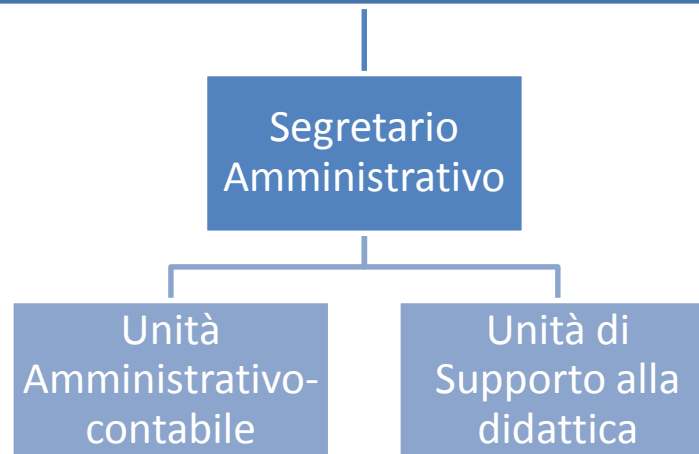 Segretario
Amministrativo
Unità
Amministrativo-
contabile
Unità di
Supporto alla
didattica